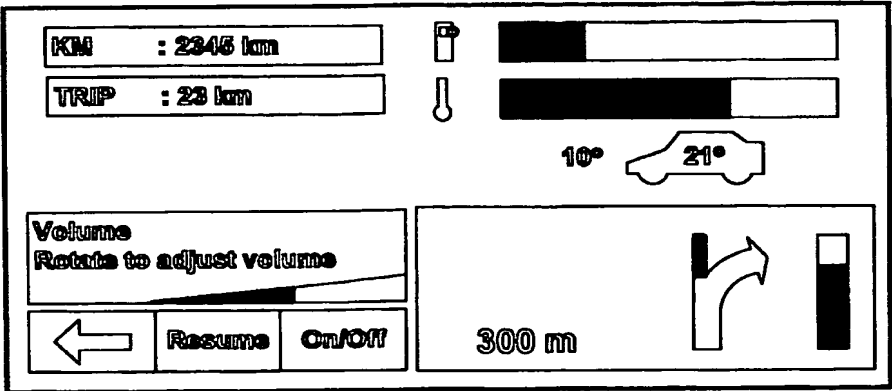 KM : 2345 km
TRIP : 23 km
10° 21°
Volume
Rotate to adjust volume
Resume On/Off
300 m